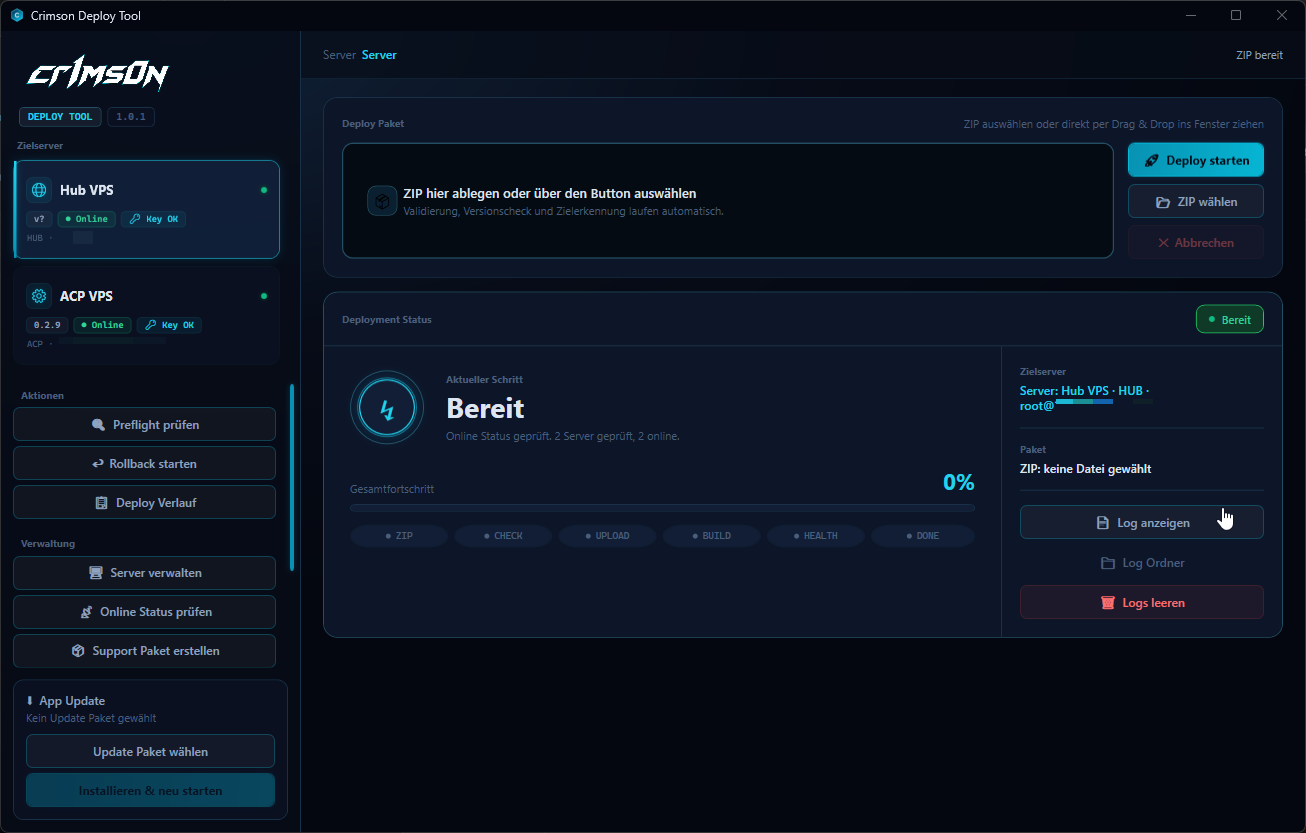 Crimson Deploy Tool
cr1ms0n
DEPLOY TOOL 1.0.1
Zielserver
Hub VPS
v? Online Key OK
HUB ·
ACP VPS
0.2.9 Online Key OK
ACP ·
Aktionen
Preflight prüfen
Rollback starten
Deploy Verlauf
Verwaltung
Server verwalten
Online Status prüfen
Support Paket erstellen
App Update
Kein Update Paket gewählt
Update Paket wählen
Installieren & neu starten
Server Server
ZIP bereit
Deploy Paket
ZIP auswählen oder direkt per Drag & Drop ins Fenster ziehen
ZIP hier ablegen oder über den Button auswählen
Validierung, Versionscheck und Zielerkennung laufen automatisch.
Deploy starten
ZIP wählen
Abbrechen
Deployment Status
Bereit
Aktueller Schritt
Bereit
Online Status geprüft. 2 Server geprüft, 2 online.
Gesamtfortschritt
0%
ZIP CHECK UPLOAD BUILD HEALTH DONE
Zielserver
Server: Hub VPS · HUB ·
root@
Paket
ZIP: keine Datei gewählt
Log anzeigen
Log Ordner
Logs leeren